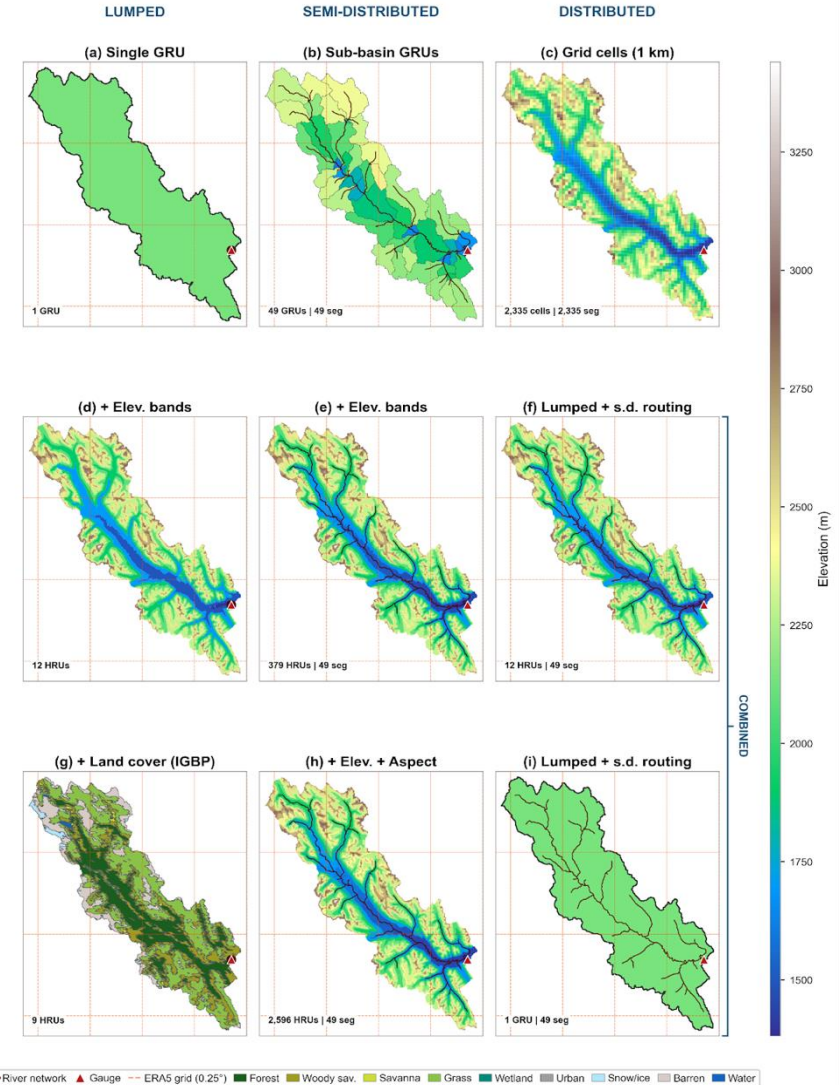 LUMPED
SEMI-DISTRIBUTED
DISTRIBUTED
(a) Single GRU
(b) Sub-basin GRUs
(c) Grid cells (1 km)
1 GRU
49 GRUs | 49 seg
2,335 cells | 2,335 seg
(d) + Elev. bands
(e) + Elev. bands
(f) Lumped + s.d. routing
12 HRUs
379 HRUs | 49 seg
12 HRUs | 49 seg
(g) + Land cover (IGBP)
(h) + Elev. + Aspect
(i) Lumped + s.d. routing
9 HRUs
2,596 HRUs | 49 seg
1 GRU | 49 seg
COMBINED
3250
3000
2750
2500
2250
2000
1750
1500
Elevation (m)
River network Gauge ERA5 grid (0.25°) Forest Woody sav. Savanna Grass Wetland Urban Snow/ice Barren Water